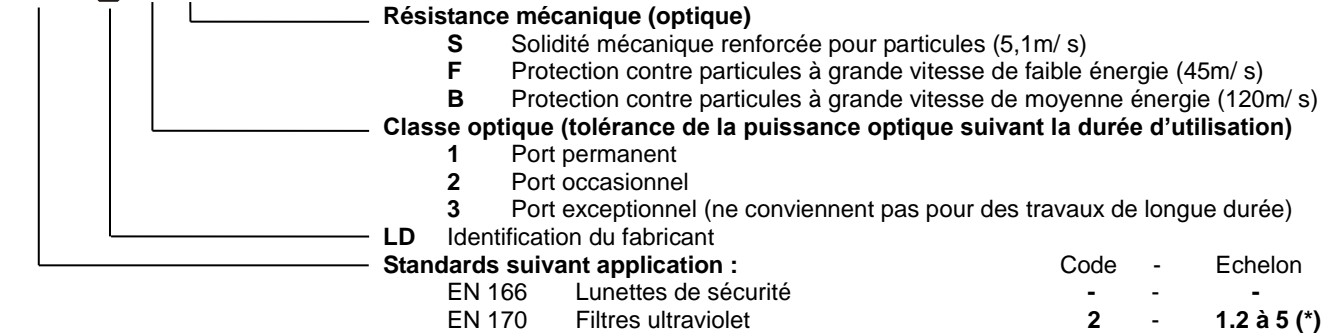 Résistance mécanique (optique)
S Solidité mécanique renforcée pour particules (5,1m/ s)
F Protection contre particules à grande vitesse de faible énergie (45m/ s)
B Protection contre particules à grande vitesse de moyenne énergie (120m/ s)
Classe optique (tolérance de la puissance optique suivant la durée d’utilisation)
1 Port permanent
2 Port occasionnel
3 Port exceptionnel (ne conviennent pas pour des travaux de longue durée)
LD Identification du fabricant
Standards suivant application : Code - Echelon
EN 166 Lunettes de sécurité - - -
EN 170 Filtres ultraviolet 2 - 1.2 à 5 (*)